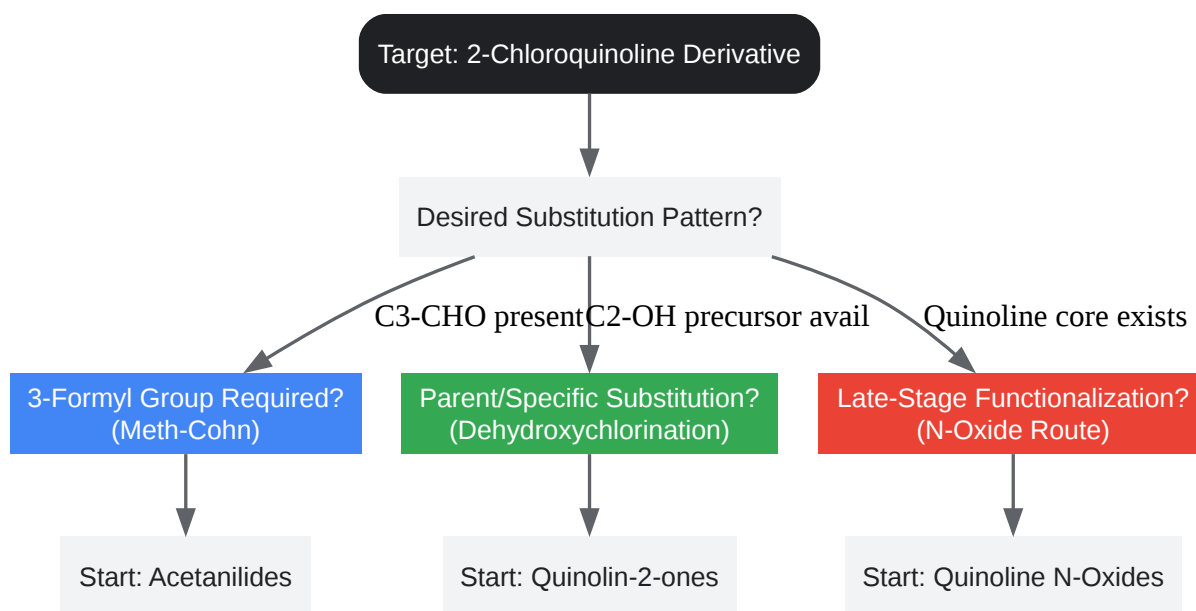 Target: 2-Chloroquinoline Derivative
Desired Substitution Pattern?
C3-CHO present
C2-OH precursor avail
Quinoline core exists
3-Formyl Group Required?
(Meth-Cohn)
Parent/Specific Substitution?
(Dehydroxychlorination)
Late-Stage Functionalization?
(N-Oxide Route)
Start: Acetanilides
Start: Quinolin-2-ones
Start: Quinoline N-Oxides